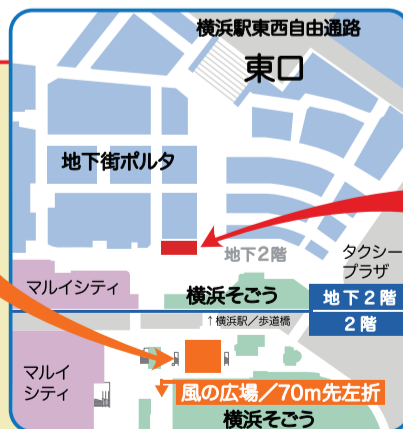 横浜駅東西自由通路
東口
地下街ポルタ
地下2階
タクシー
プラザ
マルイシティ
横浜そごう
地下2階
↑横浜駅/歩道橋
2階
マルイ
シティ
風の広場/70m先左折
横浜そごう